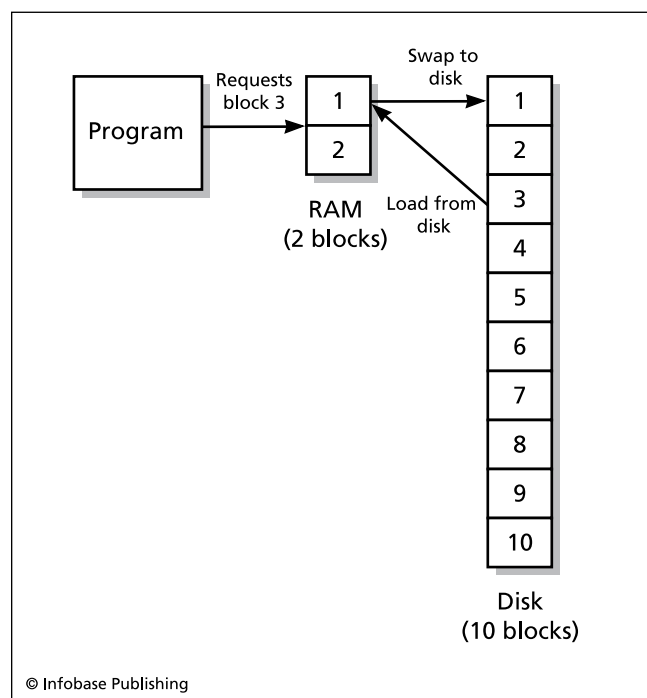 Program
Requests
block 3
1
2
RAM
(2 blocks)
Swap to
disk
Load from
disk
1
2
3
4
5
6
7
8
9
10
Disk
(10 blocks)
© Infobase Publishing